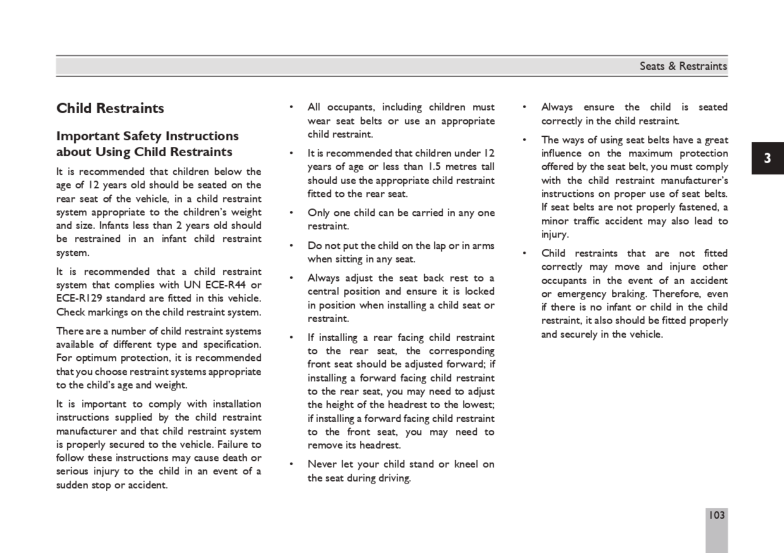 Seats & Restraints
Child Restraints
Important Safety Instructions
about Using Child Restraints
It is recommended that children below the
age of 12 years old should be seated on the
rear seat of the vehicle, in a child restraint
system appropriate to the children's weight
and size. Infants less than 2 years old should
be restrained in an infant child restraint
system.
It is recommended that a child restraint
system that complies with UN ECE-R44 or
ECE-R129 standard are fitted in this vehicle.
Check markings on the child restraint system.
There are a number of child restraint systems
available of different type and specification.
For optimum protection, it is recommended
that you choose restraint systems appropriate
to the child's age and weight.
It is important to comply with installation
instructions supplied by the child restraint
manufacturer and that child restraint system
is properly secured to the vehicle. Failure to
follow these instructions may cause death or
serious injury to the child in an event of a
sudden stop or accident.
• All occupants, including children must
wear seat belts or use an appropriate
child restraint.
• It is recommended that children under 12
years of age or less than 1.5 metres tall
should use the appropriate child restraint
fitted to the rear seat.
• Only one child can be carried in any one
restraint.
• Do not put the child on the lap or in arms
when sitting in any seat.
• Always adjust the seat back rest to a
central position and ensure it is locked
in position when installing a child seat or
restraint.
• If installing a rear facing child restraint
to the rear seat, the corresponding
front seat should be adjusted forward; if
installing a forward facing child restraint
to the rear seat, you may need to adjust
the height of the headrest to the lowest;
if installing a forward facing child restraint
to the front seat, you may need to
remove its headrest.
• Never let your child stand or kneel on
the seat during driving.
• Always ensure the child is seated
correctly in the child restraint.
• The ways of using seat belts have a great
influence on the maximum protection
offered by the seat belt, you must comply
with the child restraint manufacturer's
instructions on proper use of seat belts.
If seat belts are not properly fastened, a
minor traffic accident may also lead to
injury.
• Child restraints that are not fitted
correctly may move and injure other
occupants in the event of an accident
or emergency braking. Therefore, even
if there is no infant or child in the child
restraint, it also should be fitted properly
and securely in the vehicle.
3
103